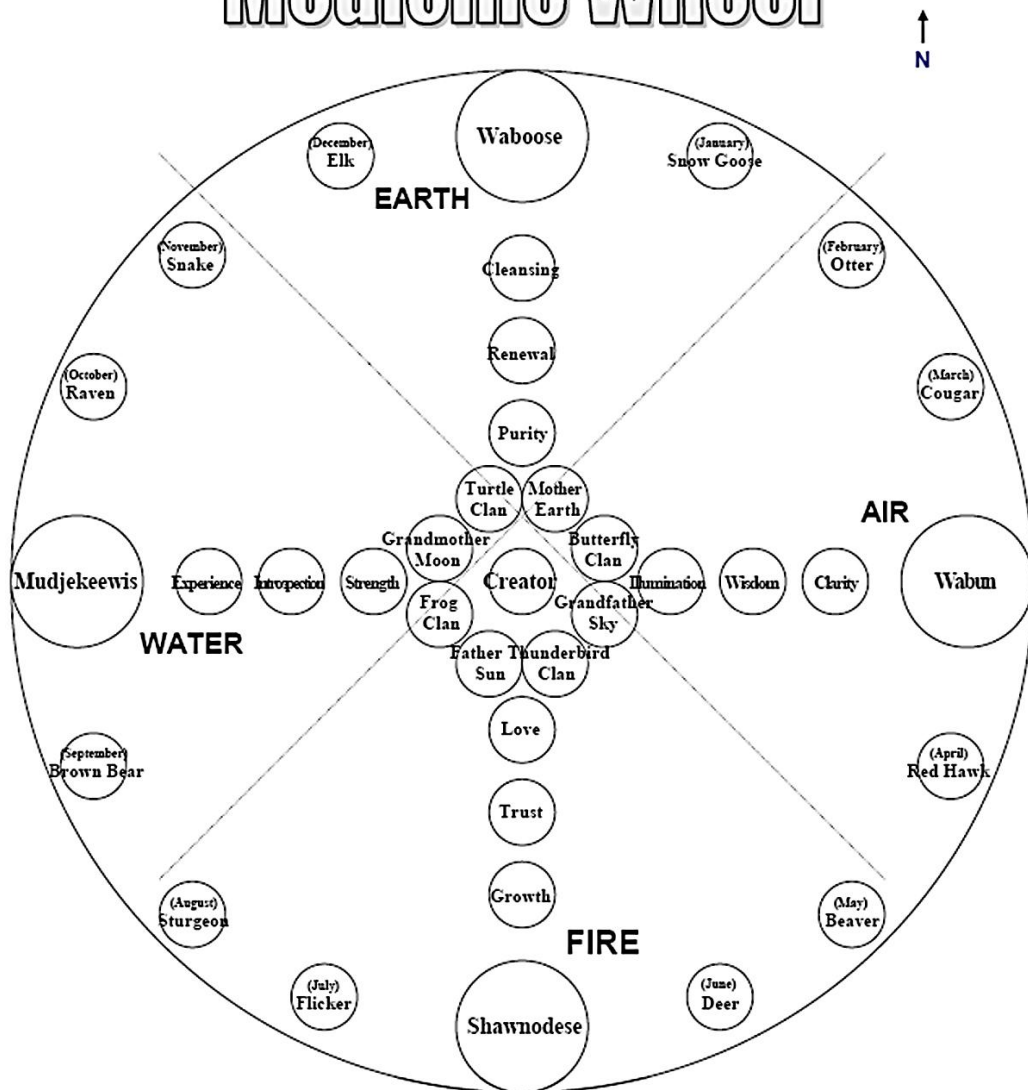 Medicine Wheel
N
Waboose
(December)
Elk
(January)
Snow Goose
EARTH
(November)
Snake
(February)
Otter
Cleansing
Renewal
(October)
Raven
(March)
Cougar
Purity
Turtle
Clan
Mother
Earth
AIR
Grandmother
Moon
Butterfly
Clan
Mudjekeewis
Experience
Introspection
Strength
Creator
Illumination
Wisdom
Clarity
Wabun
Frog
Clan
Grandfather
Sky
WATER
Father
Sun
Thunderbird
Clan
Love
(September)
Brown Bear
(April)
Red Hawk
Trust
Growth
(August)
Sturgeon
(May)
Beaver
FIRE
(July)
Flicker
(June)
Deer
Shawnodese